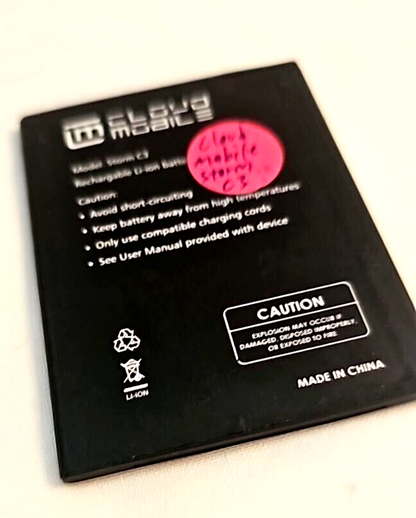 CLOUD
MOBILE
Model: Storm C3
Rechargable Li-ion
Cloud
Mobile
Storm
C3
Caution:
• Avoid short-circuiting
• Keep battery away from high temperatures
• Only use compatible charging cords
• See User Manual provided with device
CAUTION
EXPLOSION MAY OCCUR IF
DAMAGED, DISPOSED IMPROPERLY,
OR EXPOSED TO FIRE
LI-ION
MADE IN CHINA